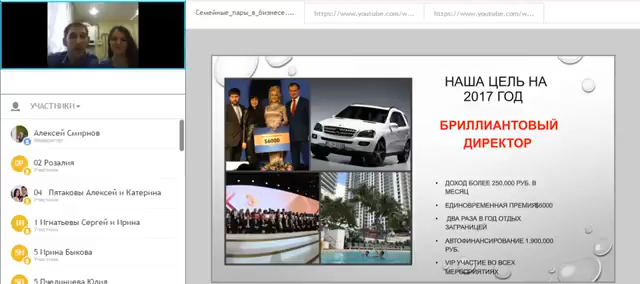 Семейные_пары_в_бизнесе....
https://www.youtube.com/w...
https://www.youtube.com/w...
УЧАСТНИКИ
Алексей Смирнов
Модератор
02 Розалия
Участник
04 Пятаковы Алексей и Катерина
Участник
1 Игнатьевы Сергей и Ирина
Участник
5 Ирина Быкова
Участник
5 Пчелинцева Юлия
$6000
НАША ЦЕЛЬ НА
2017 ГОД
БРИЛЛИАНТОВЫЙ
ДИРЕКТОР
• ДОХОД БОЛЕЕ 250.000 РУБ. В
МЕСЯЦ
• ЕДИНОВРЕМЕННАЯ ПРЕМИЯ$6000
• ДВА РАЗА В ГОД ОТДЫХ
ЗАГРАНИЦЕЙ
• АВТОФИНАНСИРОВАНИЕ 1.900.000
РУБ.
• VIP УЧАСТИЕ ВО ВСЕХ
МЕРОПРИЯТИЯХ